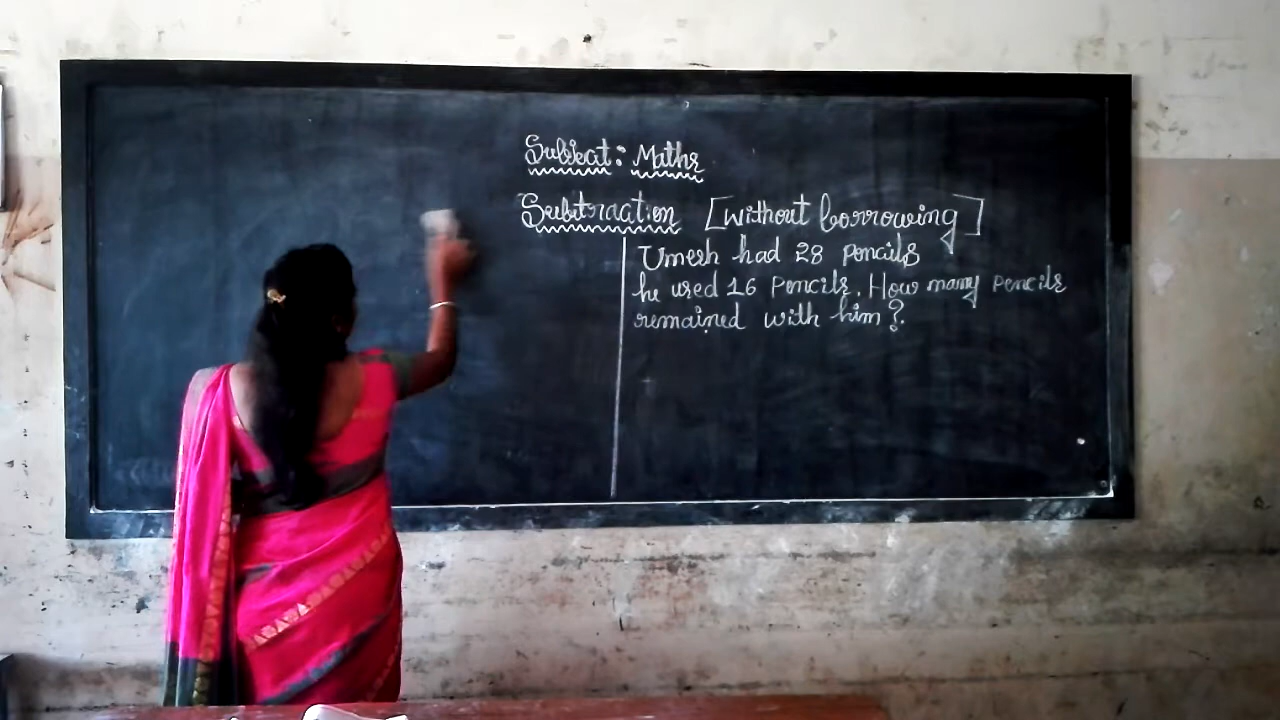 Subject: Maths
Subtraction [without borrowing]
Umesh had 28 pencils
he used 16 pencils. How many pencils
remained with him?